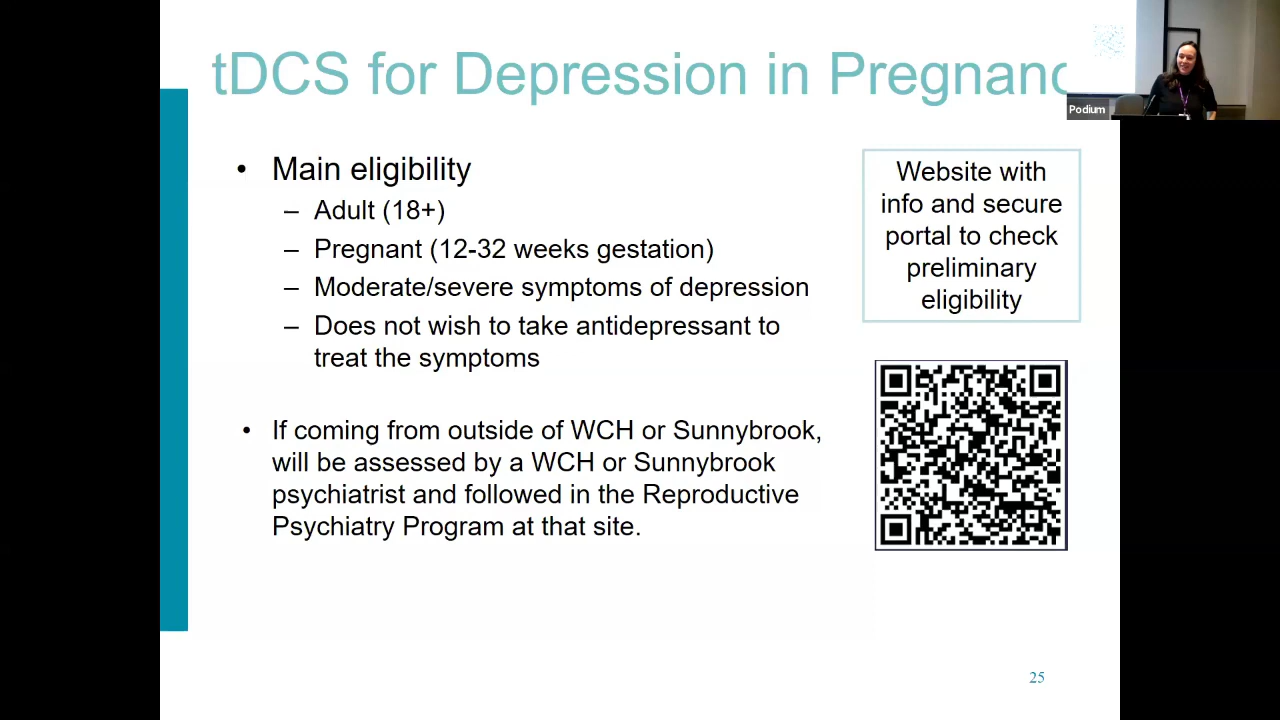 tDCS for Depression in Pregnanc
Podium
• Main eligibility
– Adult (18+)
– Pregnant (12-32 weeks gestation)
– Moderate/severe symptoms of depression
– Does not wish to take antidepressant to
treat the symptoms
• If coming from outside of WCH or Sunnybrook,
will be assessed by a WCH or Sunnybrook
psychiatrist and followed in the Reproductive
Psychiatry Program at that site.
Website with
info and secure
portal to check
preliminary
eligibility
25